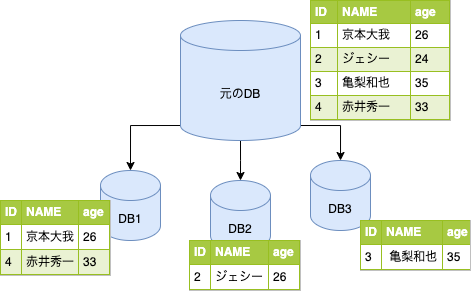 ID NAME age
1 京本大我 26
2 ジェシー 24
3 亀梨和也 35
4 赤井秀一 33
元のDB
DB1
DB2
DB3
ID NAME age
1 京本大我 26
4 赤井秀一 33
ID NAME age
2 ジェシー 26
ID NAME age
3 亀梨和也 35